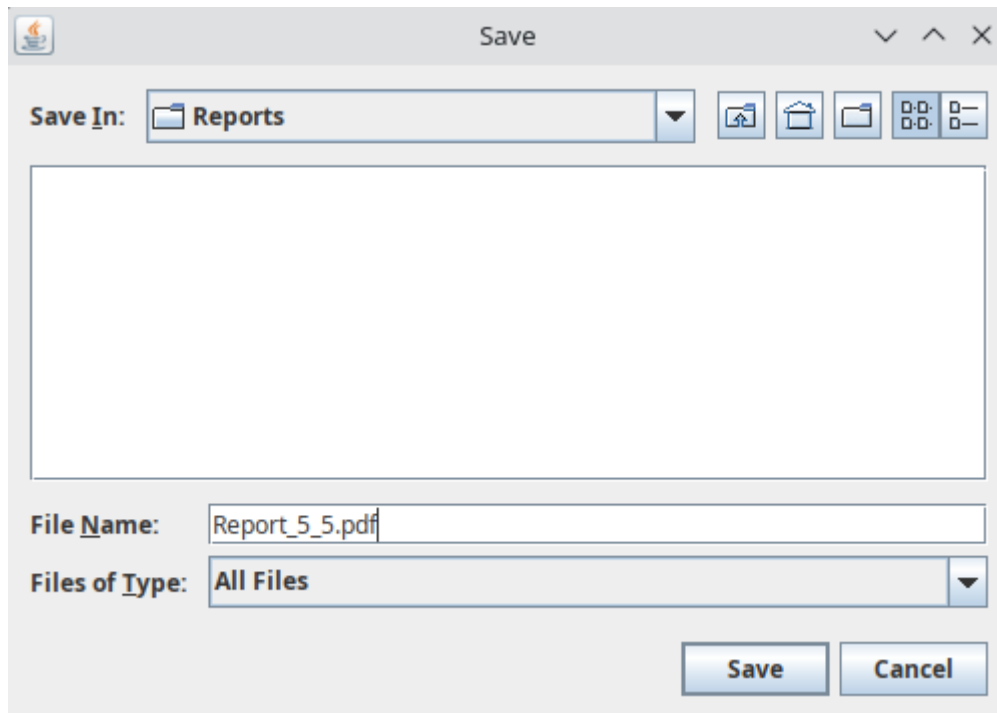 Save
Save In: Reports
File Name: Report_5_5.pdf
Files of Type: All Files
Save Cancel